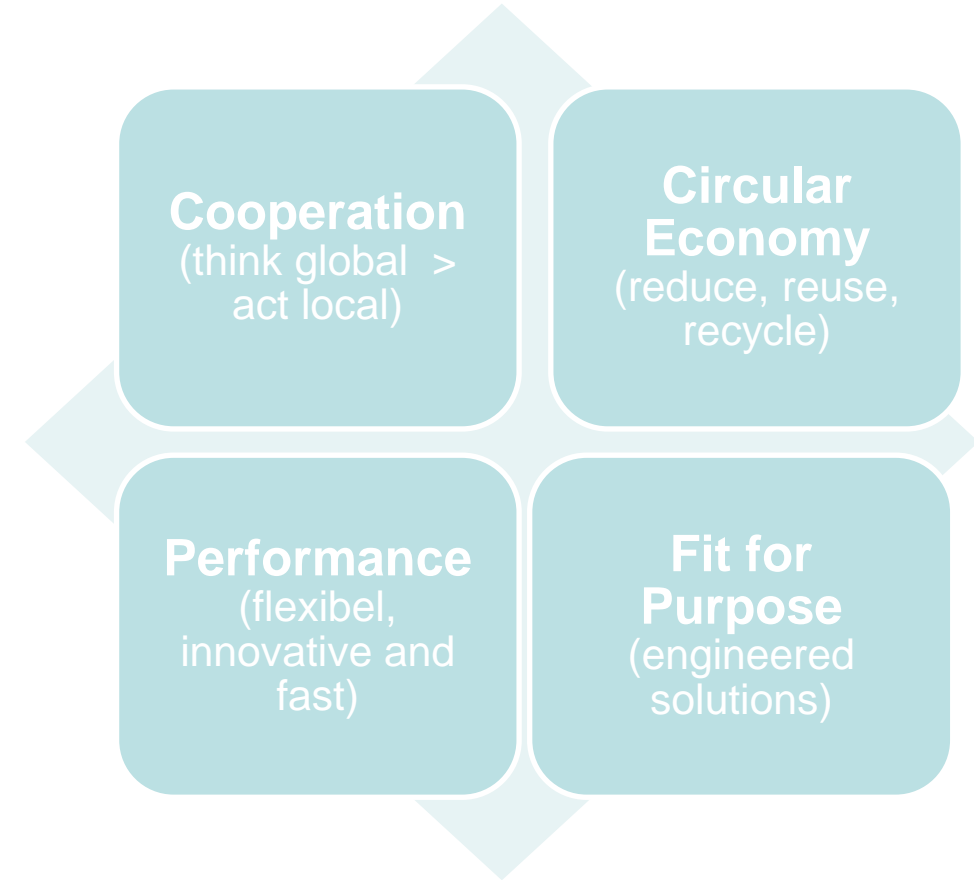 Cooperation
(think global  >
act local)
Circular
Economy
(reduce, reuse,
recycle)
Performance
(flexibel,
innovative and
fast)
Fit for
Purpose
(engineered
solutions)